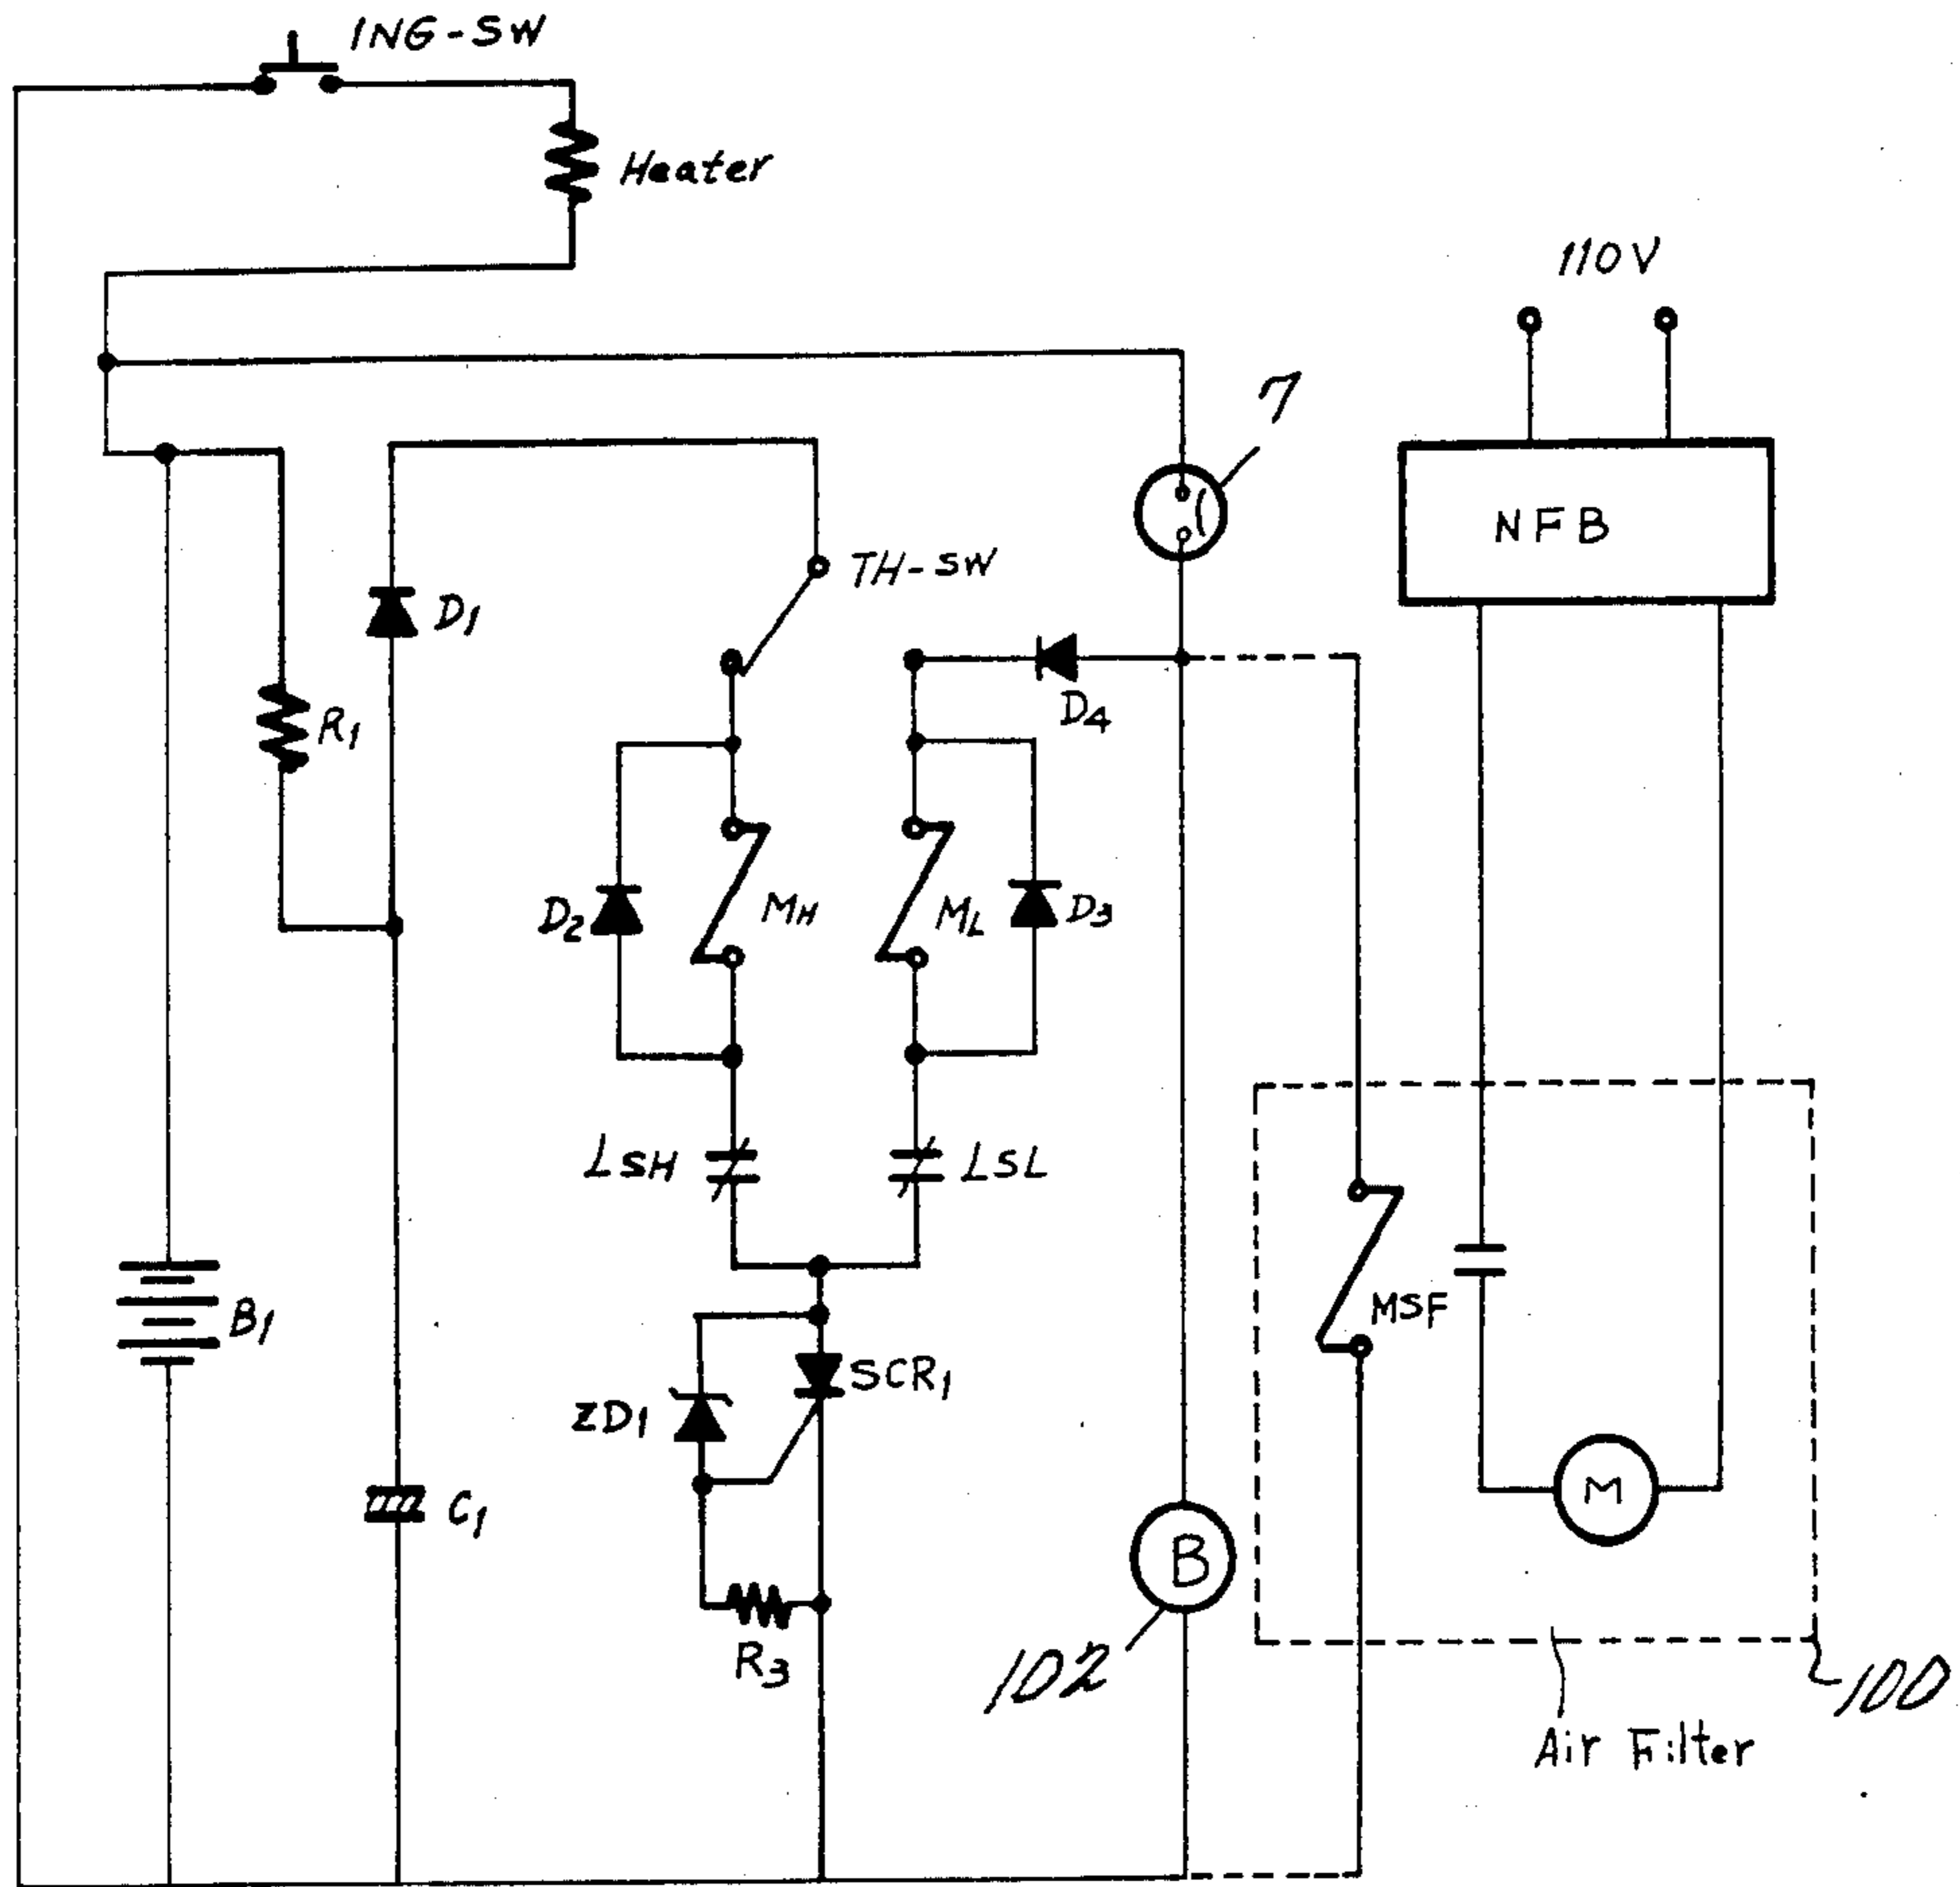 ING-SW
Heater
110V
7
NFB
TH-SW
D1
R1
D4
D2
MH
ML
D3
LSH
LSL
B1
MSF
SCR1
ZD1
C1
M
B
R3
102
100
Air Filter